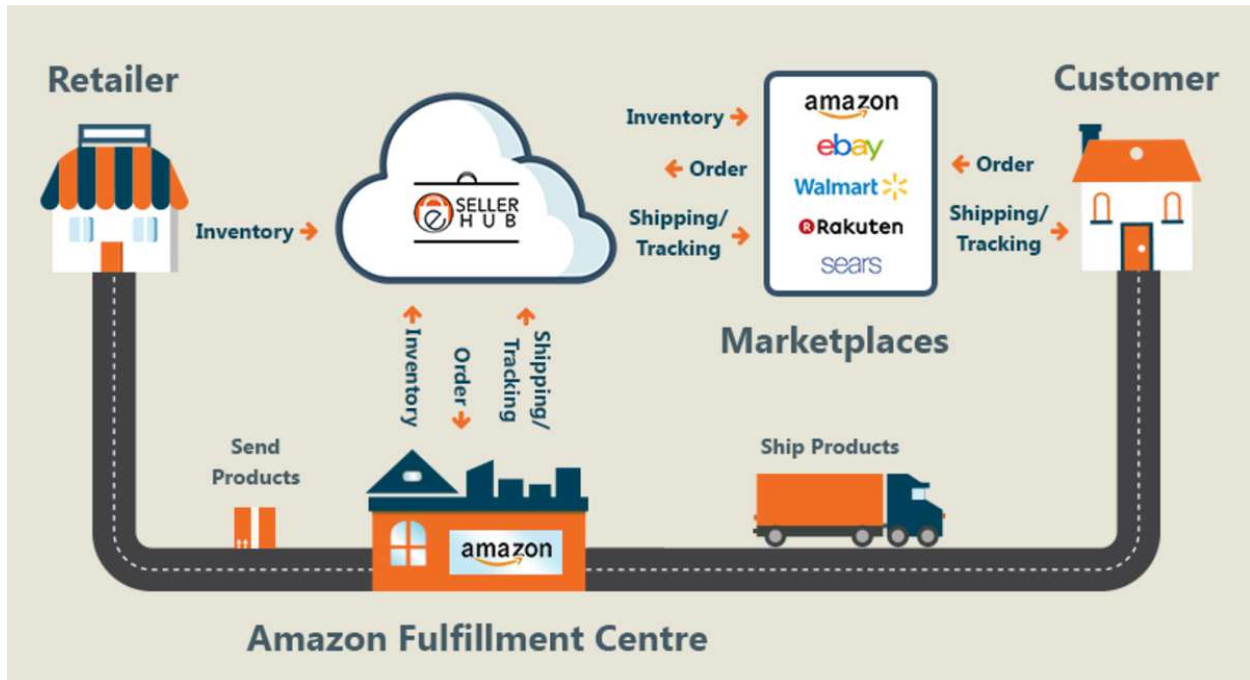 Retailer
Customer
amazon
ebay
Walmart
Rakuten
sears
Inventory
Order
Shipping/
Tracking
Order
Shipping/
Tracking
e SELLER
HUB
Inventory
Marketplaces
Inventory
Order
Shipping/
Tracking
Send
Products
Ship Products
amazon
Amazon Fulfillment Centre